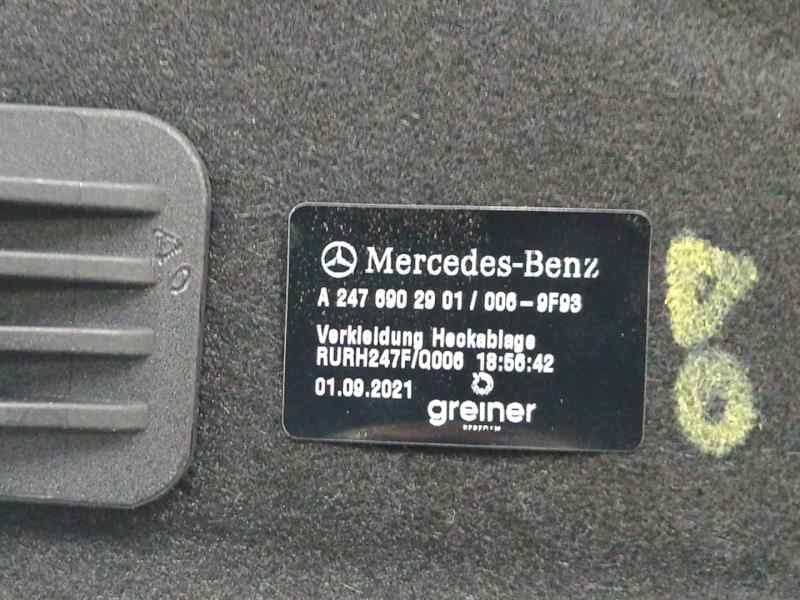 Mercedes-Benz
A 247 690 29 01 / 006-9F93
Verkleidung Heckablage
RURH247F/Q006 18:56:42
01.09.2021
greiner